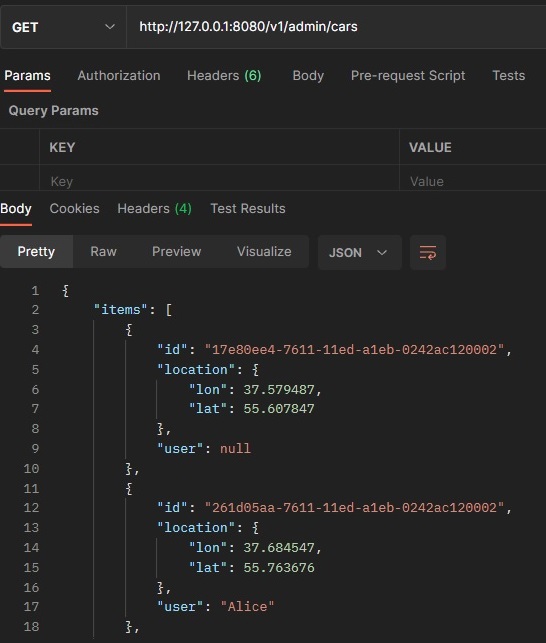 GET http://127.0.0.1:8080/v1/admin/cars
Params Authorization Headers (6) Body Pre-request Script Tests
Query Params
KEY VALUE
Key Value
Body Cookies Headers (4) Test Results
Pretty Raw Preview Visualize JSON
1 {
2 "items": [
3 {
4 "id": "17e80ee4-7611-11ed-a1eb-0242ac120002",
5 "location": {
6 "lon": 37.579487,
7 "lat": 55.607847
8 },
9 "user": null
10 },
11 {
12 "id": "261d05aa-7611-11ed-a1eb-0242ac120002",
13 "location": {
14 "lon": 37.684547,
15 "lat": 55.763676
16 },
17 "user": "Alice"
18 },